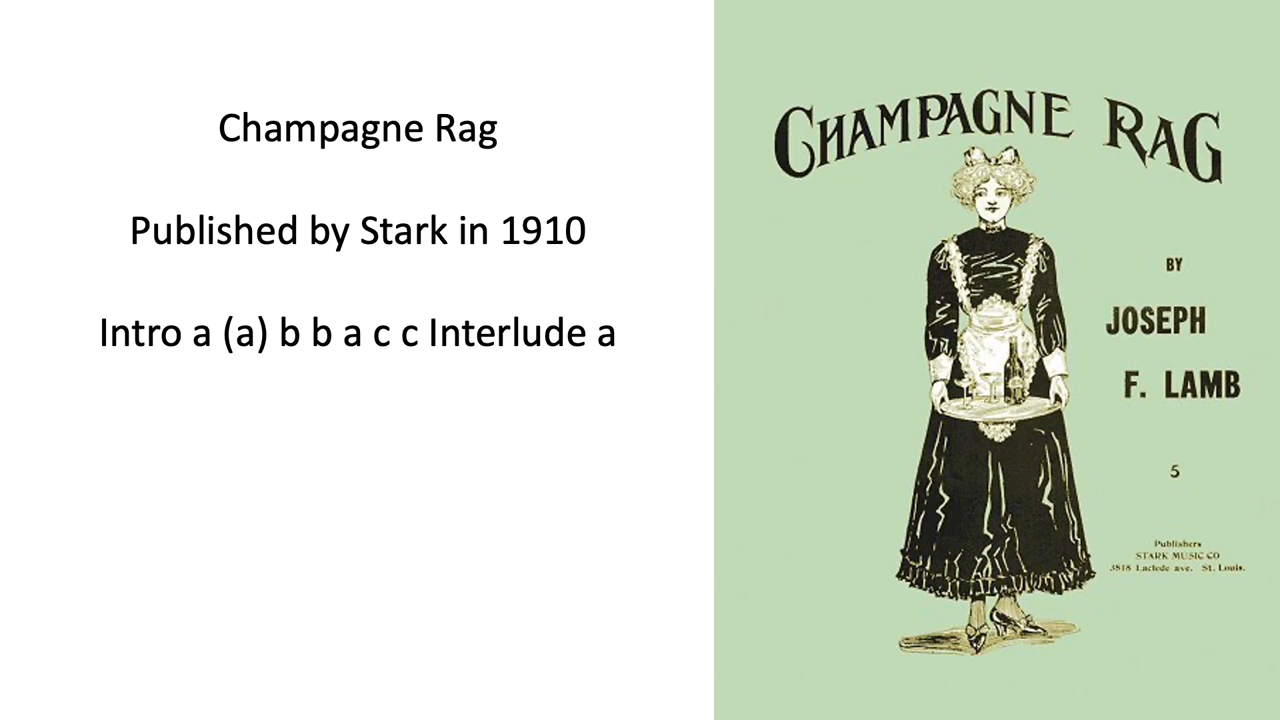 Champagne Rag
Published by Stark in 1910
Intro a (a) b b a c c Interlude a
CHAMPAGNE RAG
BY
JOSEPH
F. LAMB
5
Publishers
STARK MUSIC CO
3818 Laclede ave. St. Louis.